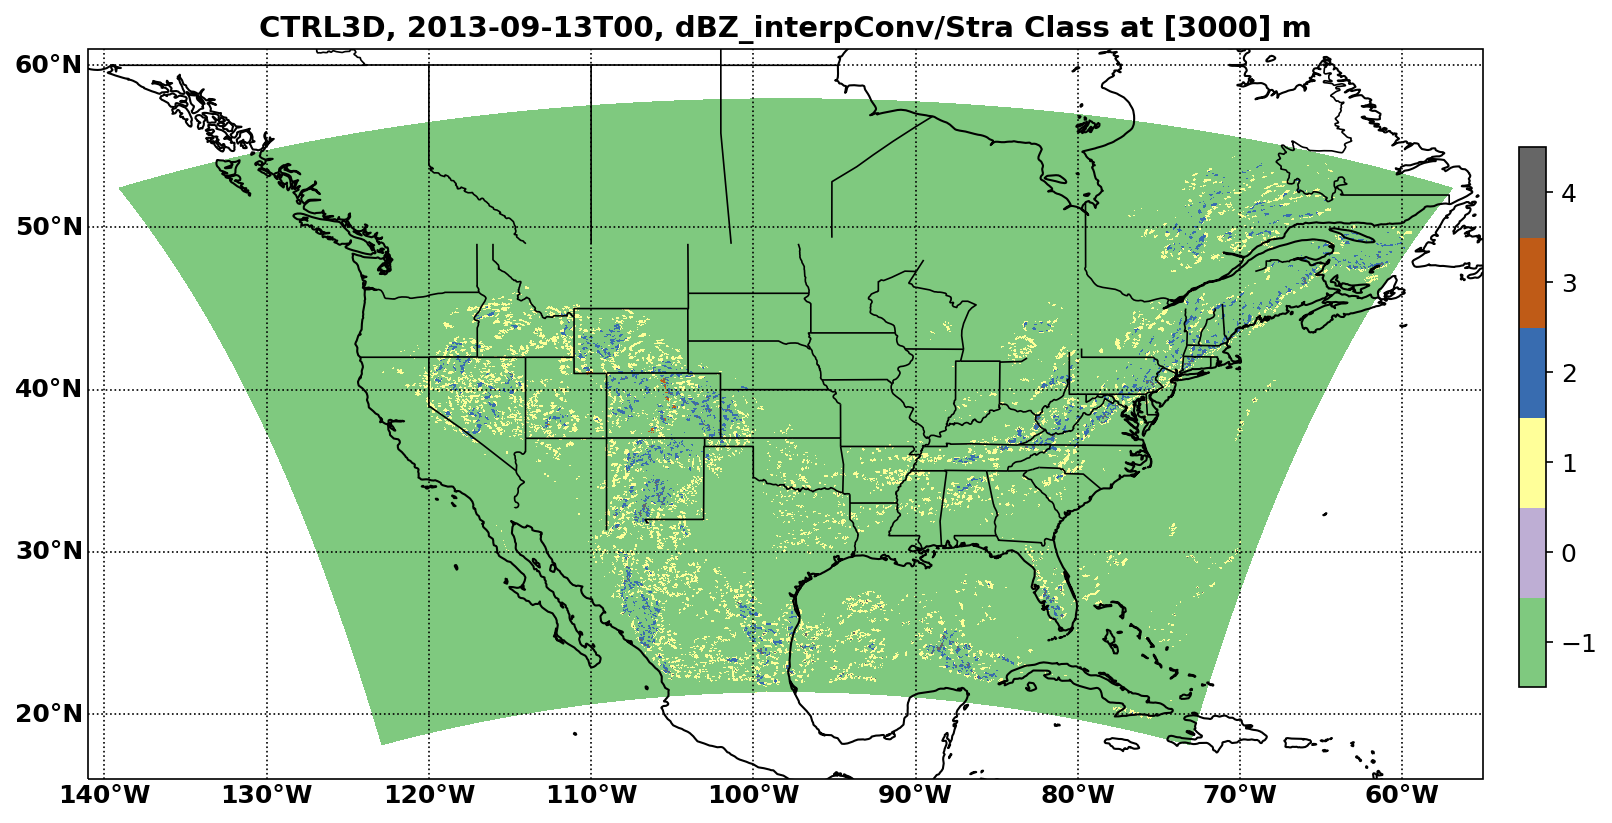 CTRL3D, 2013-09-13T00, dBZ_interpConv/Stra Class at [3000] m
60°N
50°N
40°N
30°N
20°N
140°W 130°W 120°W 110°W 100°W 90°W 80°W 70°W 60°W
4
3
2
1
0
−1